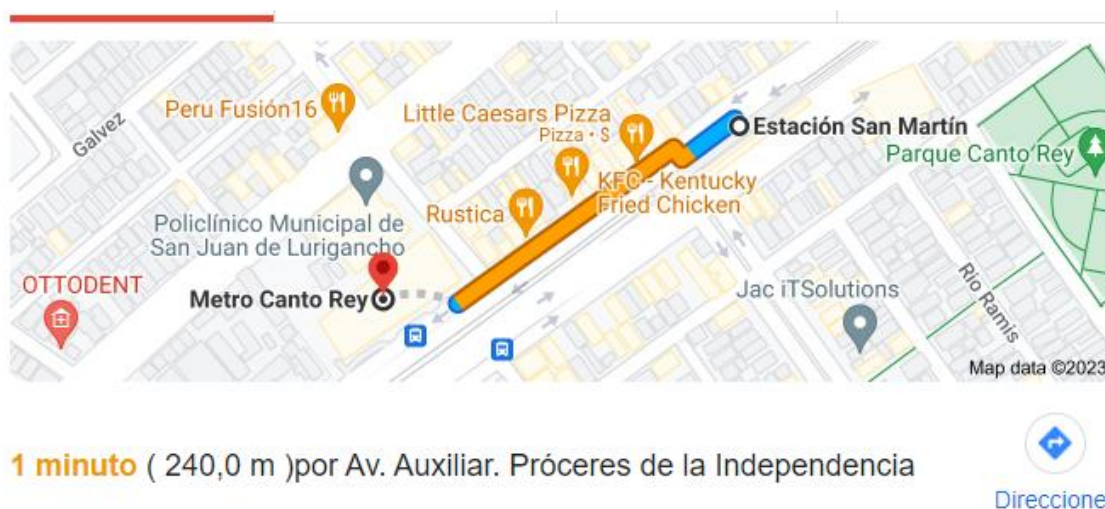 Peru Fusión16
Galvez
Little Caesars Pizza
Pizza • $
Estación San Martín
Parque Canto Rey
KFC - Kentucky
Fried Chicken
Rustica
Policlínico Municipal de
San Juan de Lurigancho
OTTODENT
Metro Canto Rey
Jac iTSolutions
Río Ramis
Map data ©2023
1 minuto ( 240,0 m )por Av. Auxiliar. Próceres de la Independencia
Direccione